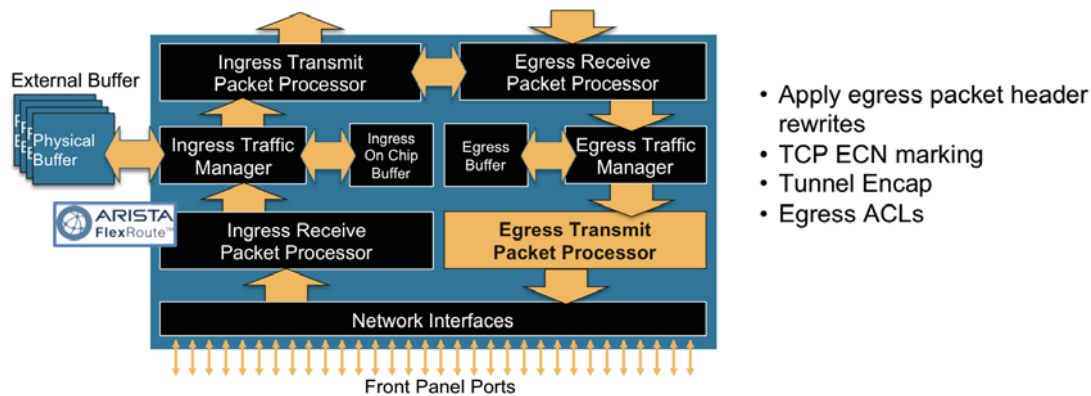 Ingress Transmit
Packet Processor
Egress Receive
Packet Processor
External Buffer
Physical
Buffer
Ingress Traffic
Manager
Ingress
On Chip
Buffer
Egress
Buffer
Egress Traffic
Manager
ARISTA
FlexRoute™
Ingress Receive
Packet Processor
Egress Transmit
Packet Processor
Network Interfaces
Front Panel Ports
• Apply egress packet header
rewrites
• TCP ECN marking
• Tunnel Encap
• Egress ACLs